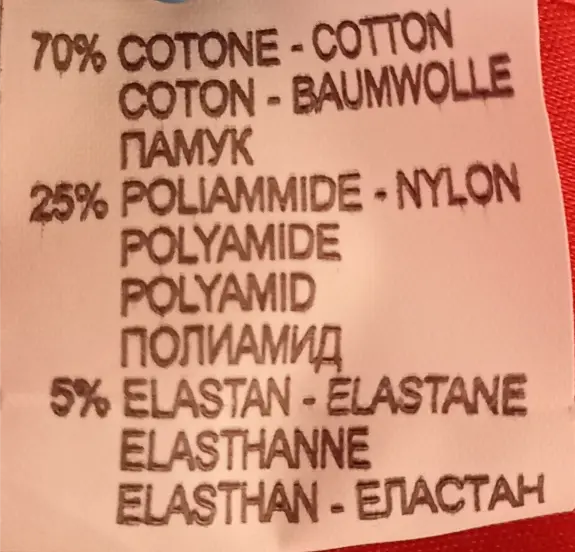 70% COTONE - COTTON
COTON - BAUMWOLLE
ПАМУК
25% POLIAMMIDE - NYLON
POLYAMIDE
POLYAMID
ПОЛИАМИД
5% ELASTAN - ELASTANE
ELASTHANNE
ELASTHAN - ЕЛАСТАН